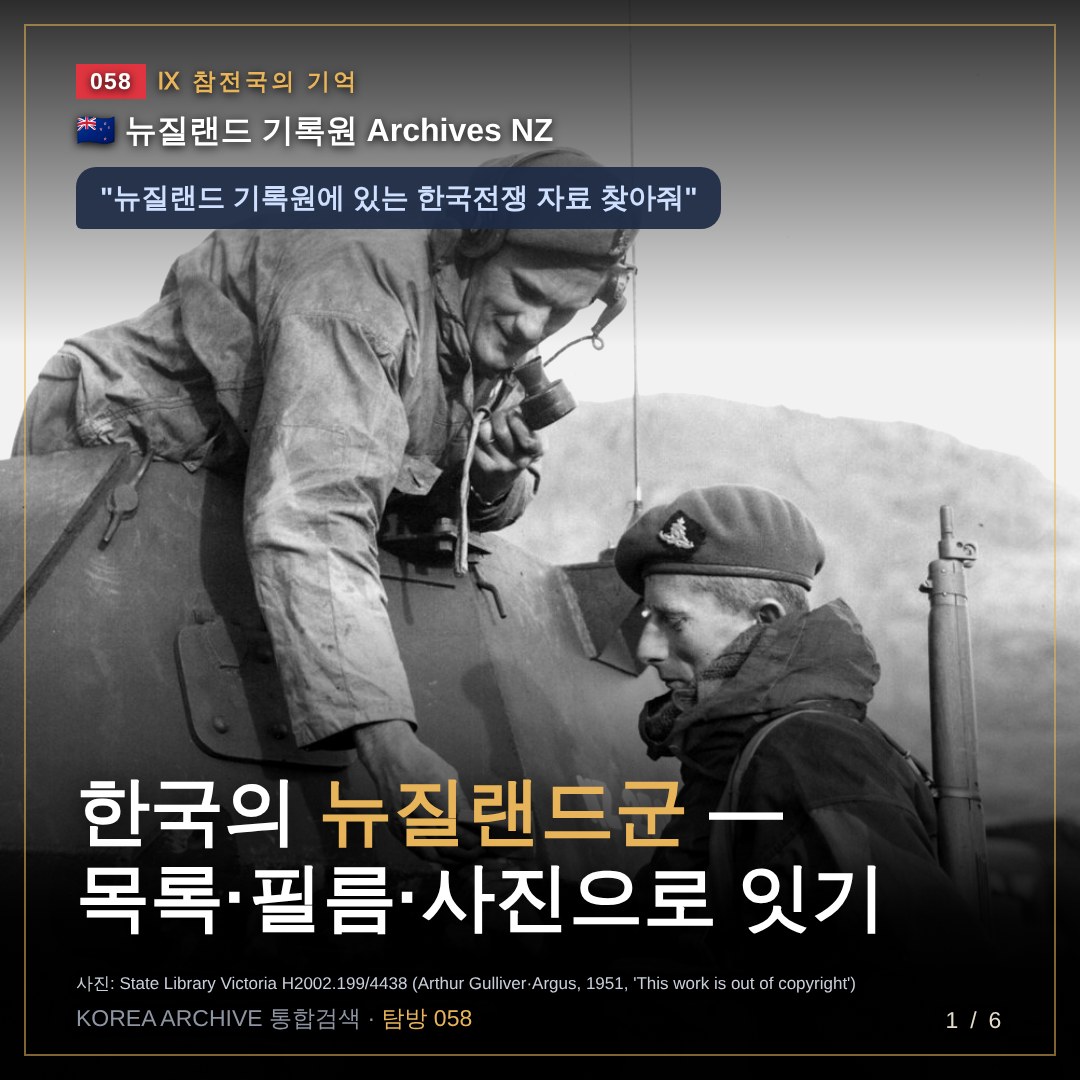 058 Ⅸ 참전국의 기억
🇳🇿 뉴질랜드 기록원 Archives NZ
"뉴질랜드 기록원에 있는 한국전쟁 자료 찾아줘"
한국의 뉴질랜드군 —
목록·필름·사진으로 잇기
사진: State Library Victoria H2002.199/4438 (Arthur Gulliver·Argus, 1951, 'This work is out of copyright')
KOREA ARCHIVE 통합검색 · 탐방 058
1 / 6